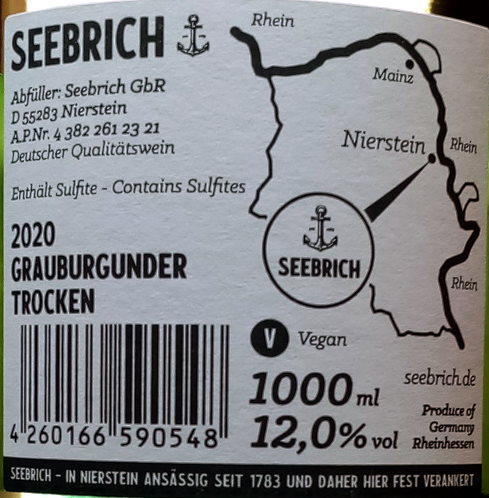 SEEBRICH
Abfüller: Seebrich GbR
D 55283 Nierstein
A.P.Nr. 4 382 261 23 21
Deutscher Qualitätswein
Enthält Sulfite - Contains Sulfites
2020
GRAUBURGUNDER
TROCKEN
4 260166 590548
Rhein
Mainz
Nierstein
Rhein
SEEBRICH
Rhein
V Vegan
seebrich.de
1000 ml
12,0% vol
Produce of
Germany
Rheinhessen
SEEBRICH - IN NIERSTEIN ANSÄSSIG SEIT 1783 UND DAHER HIER FEST VERANKERT